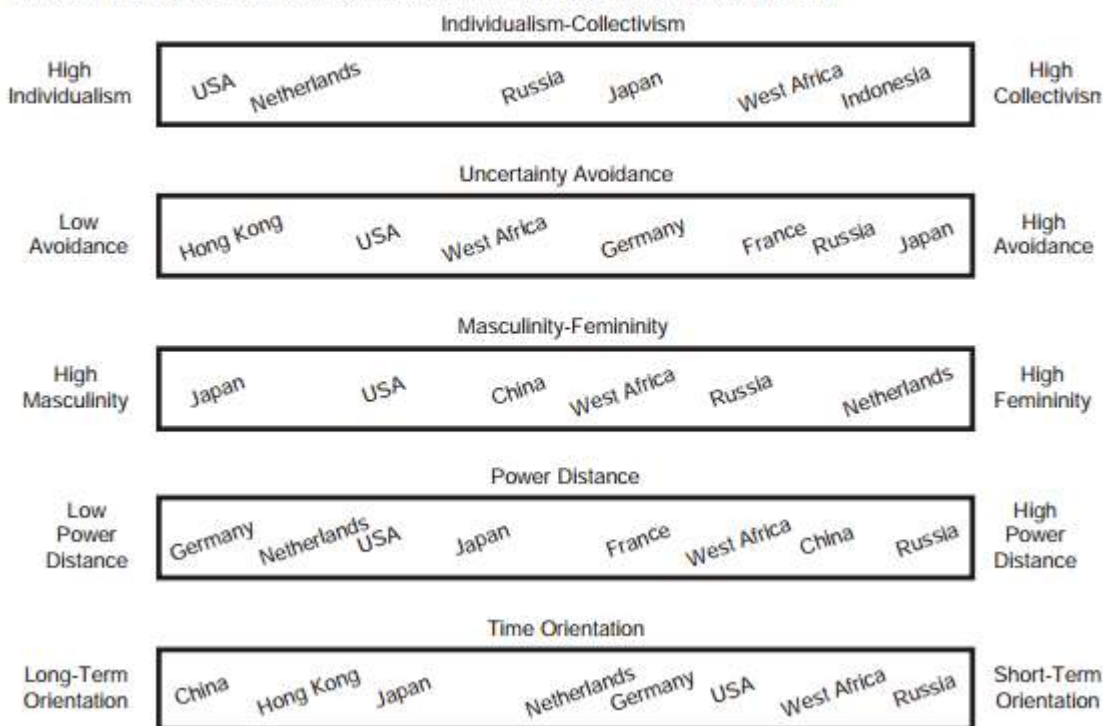 Individualism-Collectivism
High
Individualism
USA Netherlands Russia Japan West Africa Indonesia
High
Collectivism
Uncertainty Avoidance
Low
Avoidance
Hong Kong USA West Africa Germany France Russia Japan
High
Avoidance
Masculinity-Femininity
High
Masculinity
Japan USA China West Africa Russia Netherlands
High
Femininity
Power Distance
Low
Power
Distance
Germany Netherlands USA Japan France West Africa China Russia
High
Power
Distance
Time Orientation
Long-Term
Orientation
China Hong Kong Japan Netherlands Germany USA West Africa Russia
Short-Term
Orientation